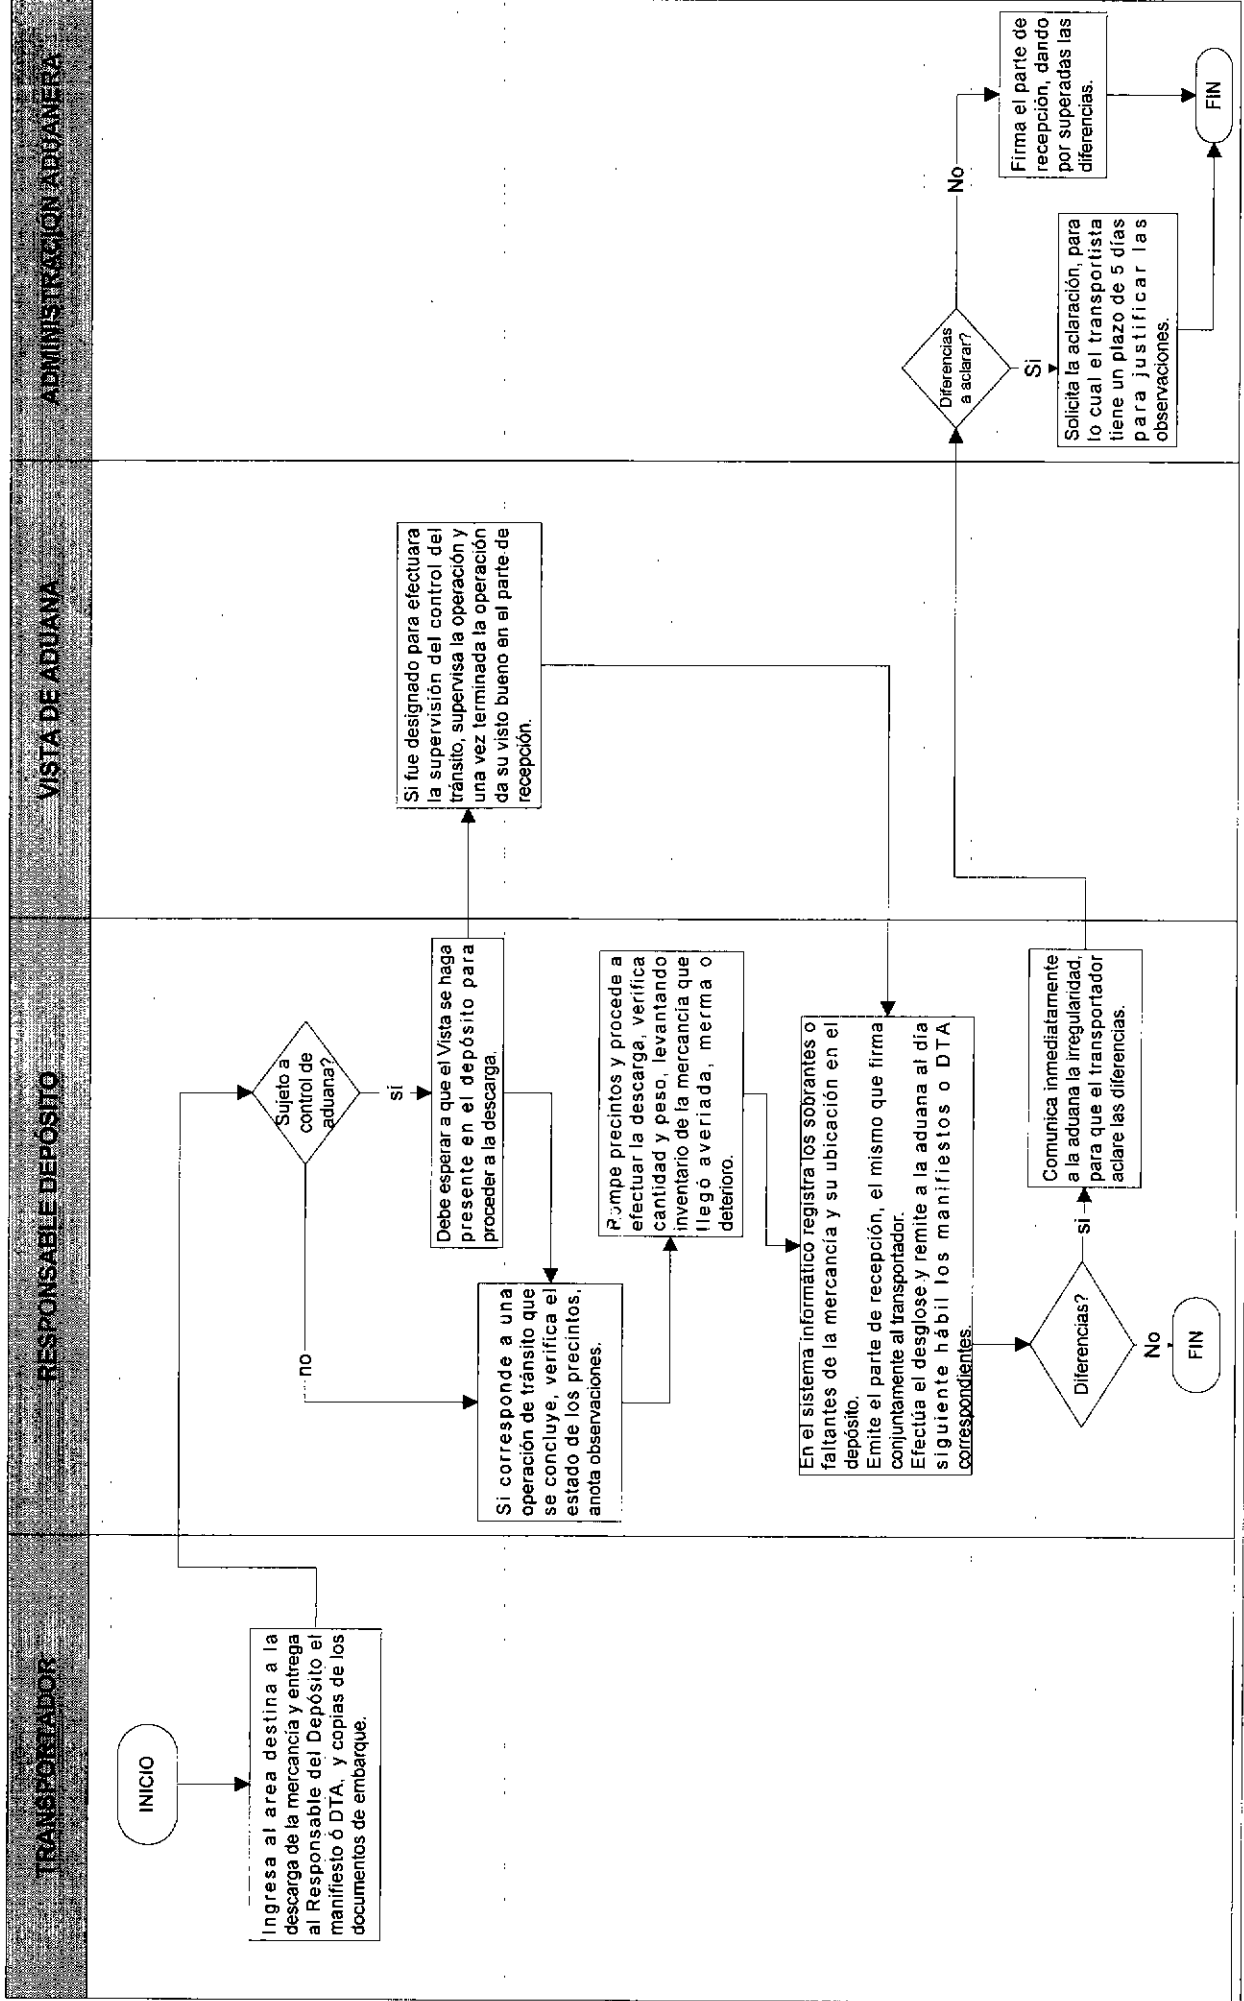 TRANSPORTADOR
RESPONSABLE DEPÓSITO
VISTA DE ADUANA
ADMINISTRACIÓN ADUANERA
INICIO
Ingresa al area destina a la
descarga de la mercancía y entrega
al Responsable del Depósito el
manifiesto ó DTA, y copias de los
documentos de embarque.
Sujeto a
control de
aduana?
no
sí
Debe esperar a que el Vista se haga
presente en el depósito para
proceder a la descarga.
Si fue designado para efectuara
la supervisión del control del
tránsito, supervisa la operación y
una vez terminada la operación
da su visto bueno en el parte de
recepción.
Si corresponde a una
operación de tránsito que
se concluye, verifica el
estado de los precintos,
anota observaciones.
Rompe precintos y procede a
efectuar la descarga, verifica
cantidad y peso, levantando
inventario de la mercancia que
llegó averiada, merma o
deterioro.
En el sistema informático registra los sobrantes o
faltantes de la mercancía y su ubicación en el
depósito.
Emite el parte de recepción, el mismo que firma
conjuntamente al transportador.
Efectúa el desglose y remite a la aduana al día
siguiente hábil los manifiestos o DTA
correspondientes.
Diferencias?
si
No
FIN
Comunica inmediatamente
a la aduana la irregularidad,
para que el transportador
aclare las diferencias.
Diferencias
a aclarar?
No
Si
Firma el parte de
recepción, dando
por superadas las
diferencias.
Solicita la aclaración, para
lo cual el transportista
tiene un plazo de 5 días
para justificar las
observaciones.
FIN